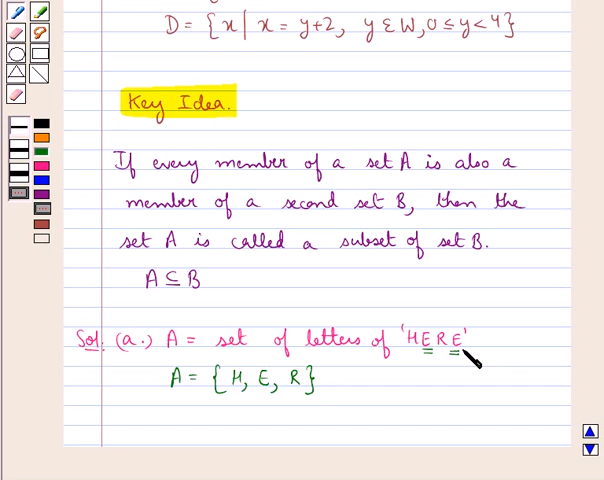 D = {x | x = y+2, y ε W, 0 ≤ y < 4}
Key Idea.
If every member of a set A is also a
member of a second set B, then the
set A is called a subset of set B.
A ⊆ B
Sol. (a.) A = set of letters of 'HERE'
A = {H, E, R}